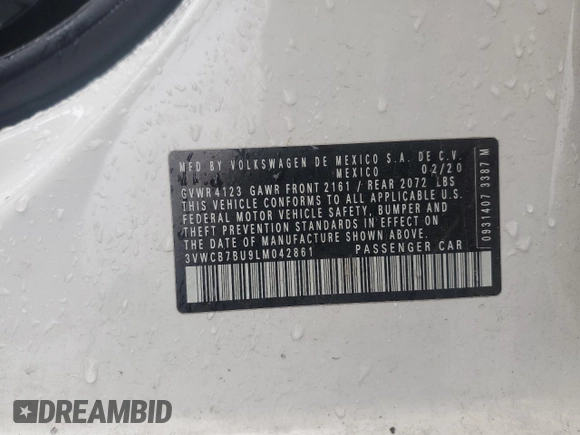 MFD BY VOLKSWAGEN DE MEXICO S.A. DE C.V.
MEXICO 02/20
GVWR 4123 GAWR FRONT 2161 / REAR 2072 LBS
THIS VEHICLE CONFORMS TO ALL APPLICABLE U.S.
FEDERAL MOTOR VEHICLE SAFETY, BUMPER AND
THEFT PREVENTION STANDARDS IN EFFECT ON THE
DATE OF MANUFACTURE SHOWN ABOVE.
3VWCB7BU9LM042861 PASSENGER CAR
0931407 3387 M
DREAMBID